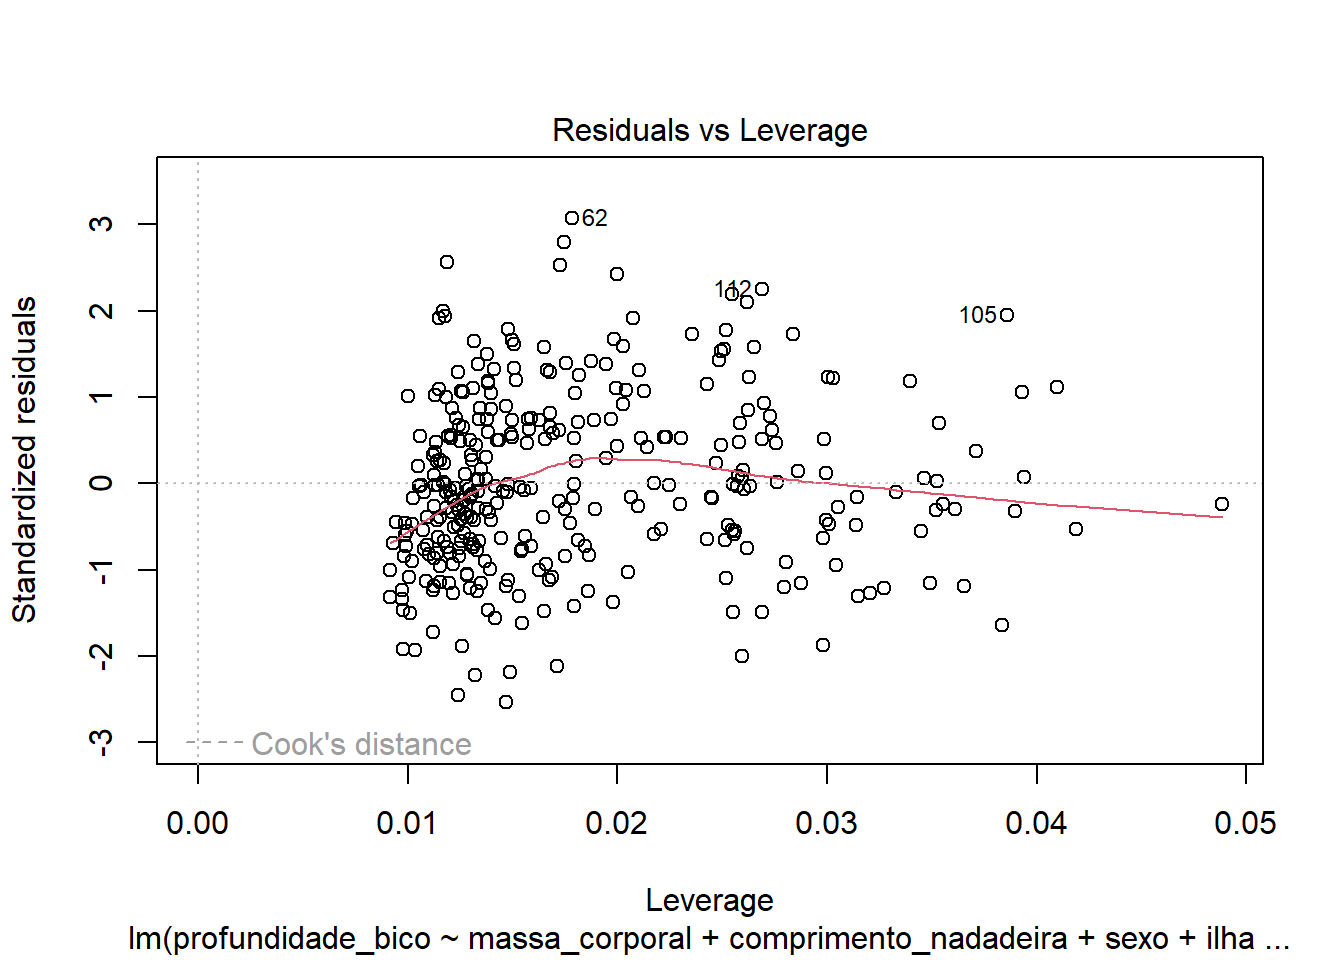 Residuals vs Leverage
Standardized residuals
3
2
1
0
-1
-2
-3
62
112
105
Cook's distance
0.00 0.01 0.02 0.03 0.04 0.05
Leverage
lm(profundidade_bico ~ massa_corporal + comprimento_nadadeira + sexo + ilha ...